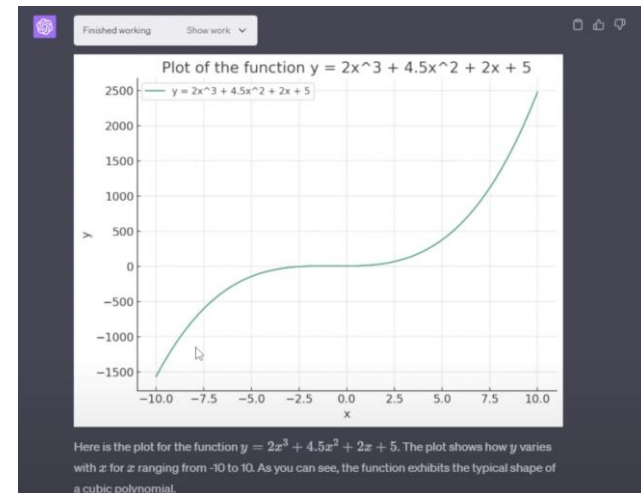 Finished working Show work
Plot of the function y = 2x^3 + 4.5x^2 + 2x + 5
y = 2x^3 + 4.5x^2 + 2x + 5
2500
2000
1500
1000
500
0
−500
−1000
−1500
y
−10.0 −7.5 −5.0 −2.5 0.0 2.5 5.0 7.5 10.0
x
Here is the plot for the function y = 2x³ + 4.5x² + 2x + 5. The plot shows how y varies
with x for x ranging from -10 to 10. As you can see, the function exhibits the typical shape of
a cubic polynomial.